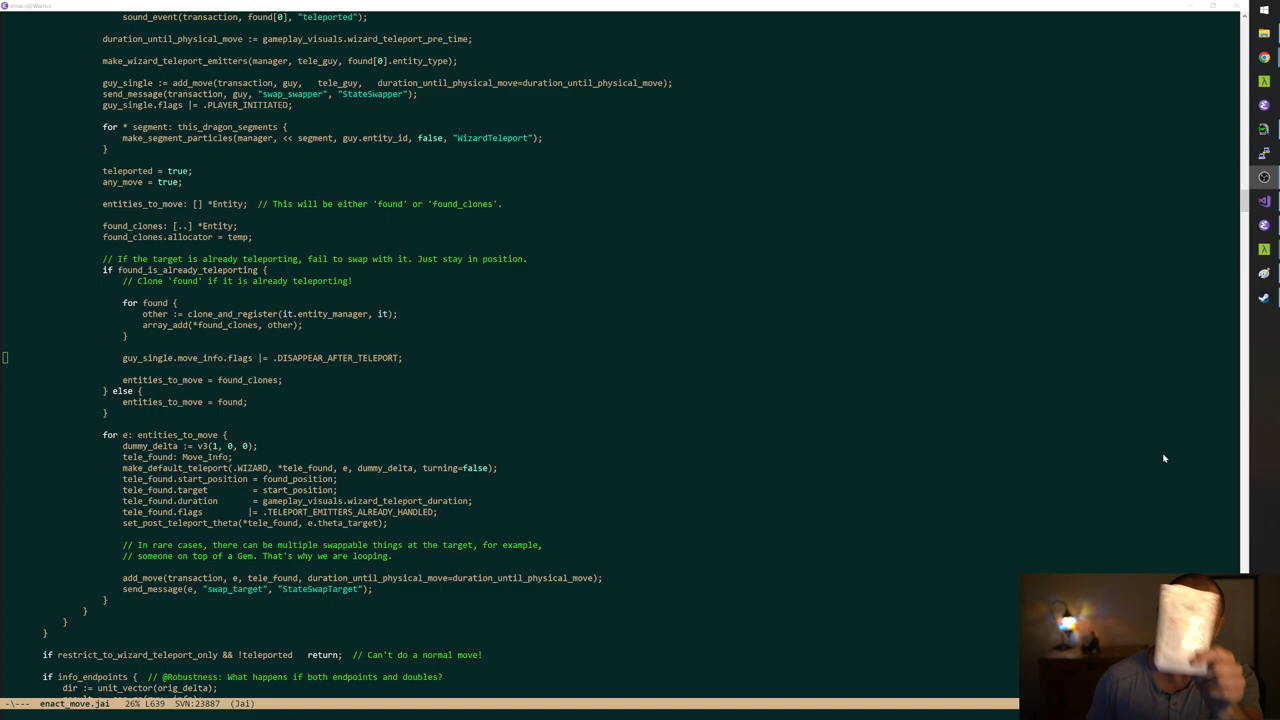 emacs@Warrior
sound_event(transaction, found[0], "teleported");
duration_until_physical_move := gameplay_visuals.wizard_teleport_pre_time;
make_wizard_teleport_emitters(manager, tele_guy, found[0].entity_type);
guy_single := add_move(transaction, guy,   tele_guy,   duration_until_physical_move=duration_until_physical_move);
send_message(transaction, guy, "swap_swapper", "StateSwapper");
guy_single.flags |= .PLAYER_INITIATED;
for * segment: this_dragon_segments {
make_segment_particles(manager, << segment, guy.entity_id, false, "WizardTeleport");
}
teleported = true;
any_move = true;
entities_to_move: [] *Entity;  // This will be either 'found' or 'found_clones'.
found_clones: [..] *Entity;
found_clones.allocator = temp;
// If the target is already teleporting, fail to swap with it. Just stay in position.
if found_is_already_teleporting {
// Clone 'found' if it is already teleporting!
for found {
other := clone_and_register(it.entity_manager, it);
array_add(*found_clones, other);
}
guy_single.move_info.flags |= .DISAPPEAR_AFTER_TELEPORT;
entities_to_move = found_clones;
} else {
entities_to_move = found;
}
for e: entities_to_move {
dummy_delta := v3(1, 0, 0);
tele_found: Move_Info;
make_default_teleport(.WIZARD, *tele_found, e, dummy_delta, turning=false);
tele_found.start_position = found_position;
tele_found.target         = start_position;
tele_found.duration       = gameplay_visuals.wizard_teleport_duration;
tele_found.flags         |= .TELEPORT_EMITTERS_ALREADY_HANDLED;
set_post_teleport_theta(*tele_found, e.theta_target);
// In rare cases, there can be multiple swappable things at the target, for example,
// someone on top of a Gem. That's why we are looping.
add_move(transaction, e, tele_found, duration_until_physical_move=duration_until_physical_move);
send_message(e, "swap_target", "StateSwapTarget");
}
}
}
}
if restrict_to_wizard_teleport_only && !teleported   return;  // Can't do a normal move!
if info_endpoints {  // @Robustness: What happens if both endpoints and doubles?
dir := unit_vector(orig_delta);
-\---  enact_move.jai   26% L639  SVN:23887  (Jai)